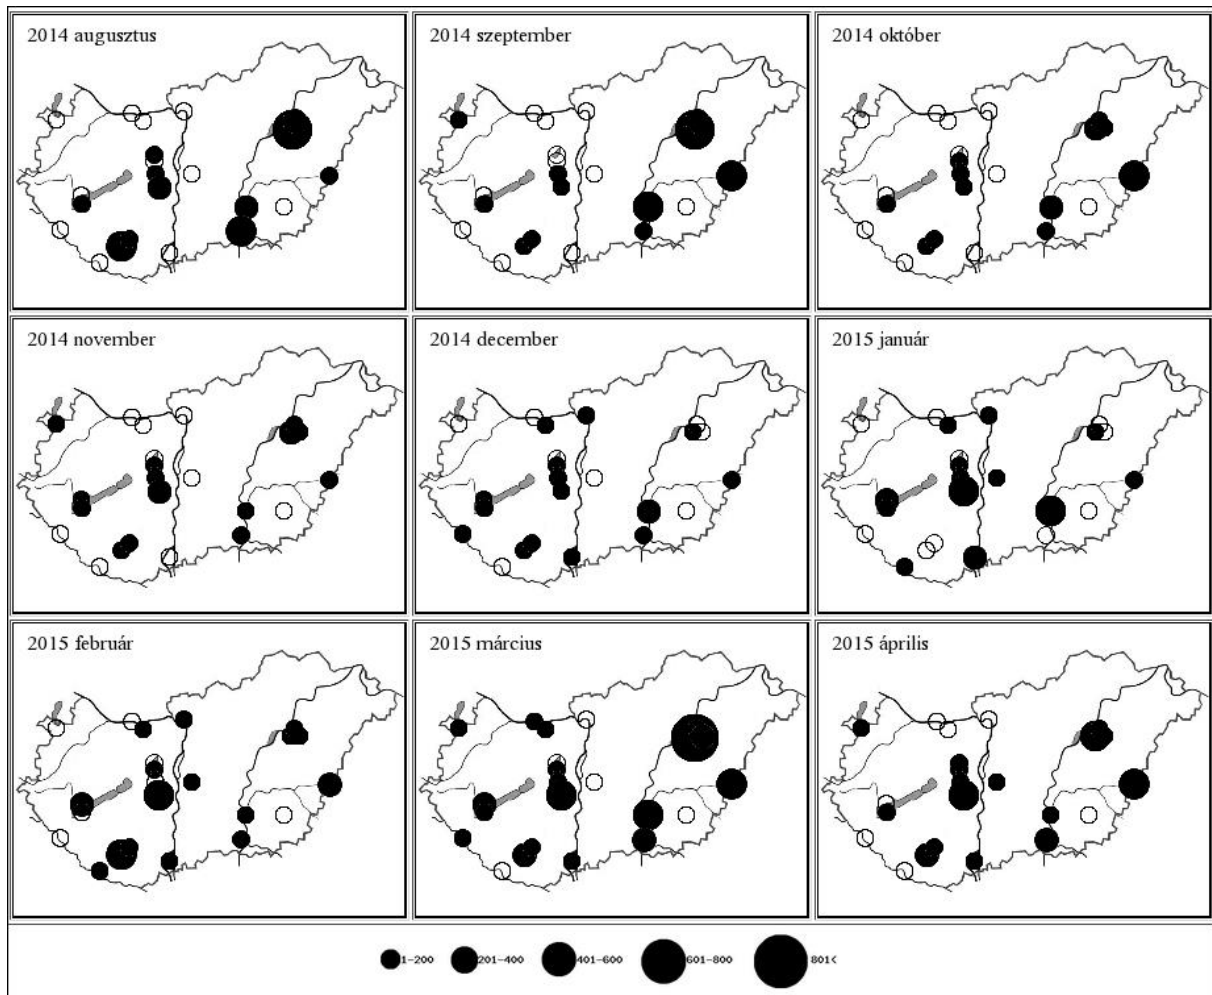 2014 augusztus
2014 szeptember
2014 október
2014 november
2014 december
2015 január
2015 február
2015 március
2015 április
1-200
201-400
401-600
601-800
801<